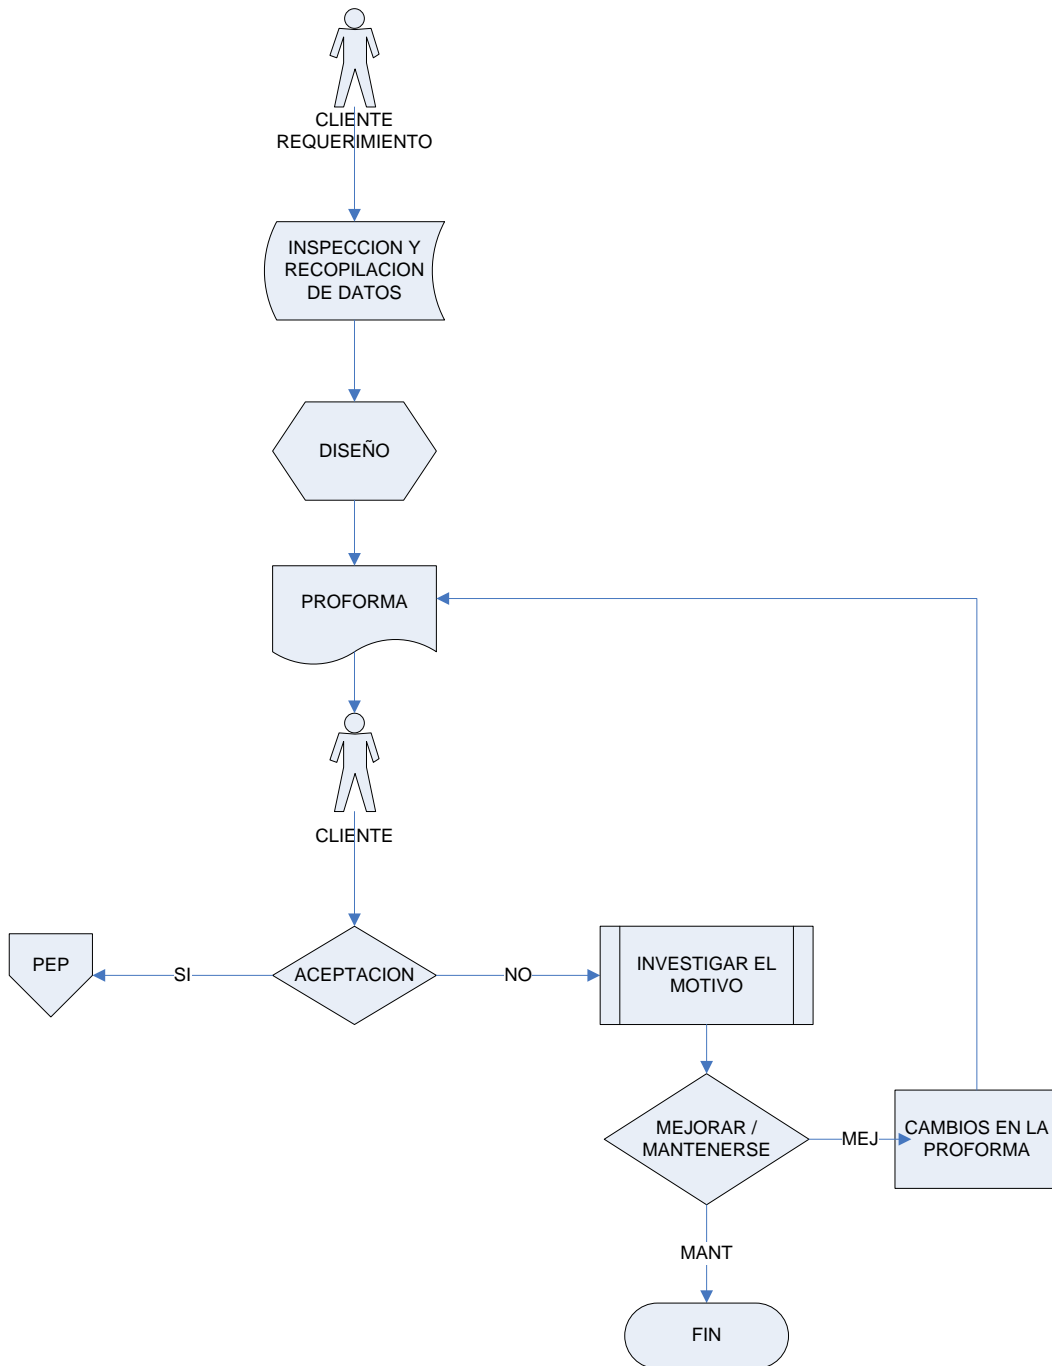 CLIENTE
REQUERIMIENTO
INSPECCION Y
RECOPILACION
DE DATOS
DISEÑO
PROFORMA
CLIENTE
PEP
SI
ACEPTACION
NO
INVESTIGAR EL
MOTIVO
MEJORAR /
MANTENERSE
MEJ
CAMBIOS EN LA
PROFORMA
MANT
FIN